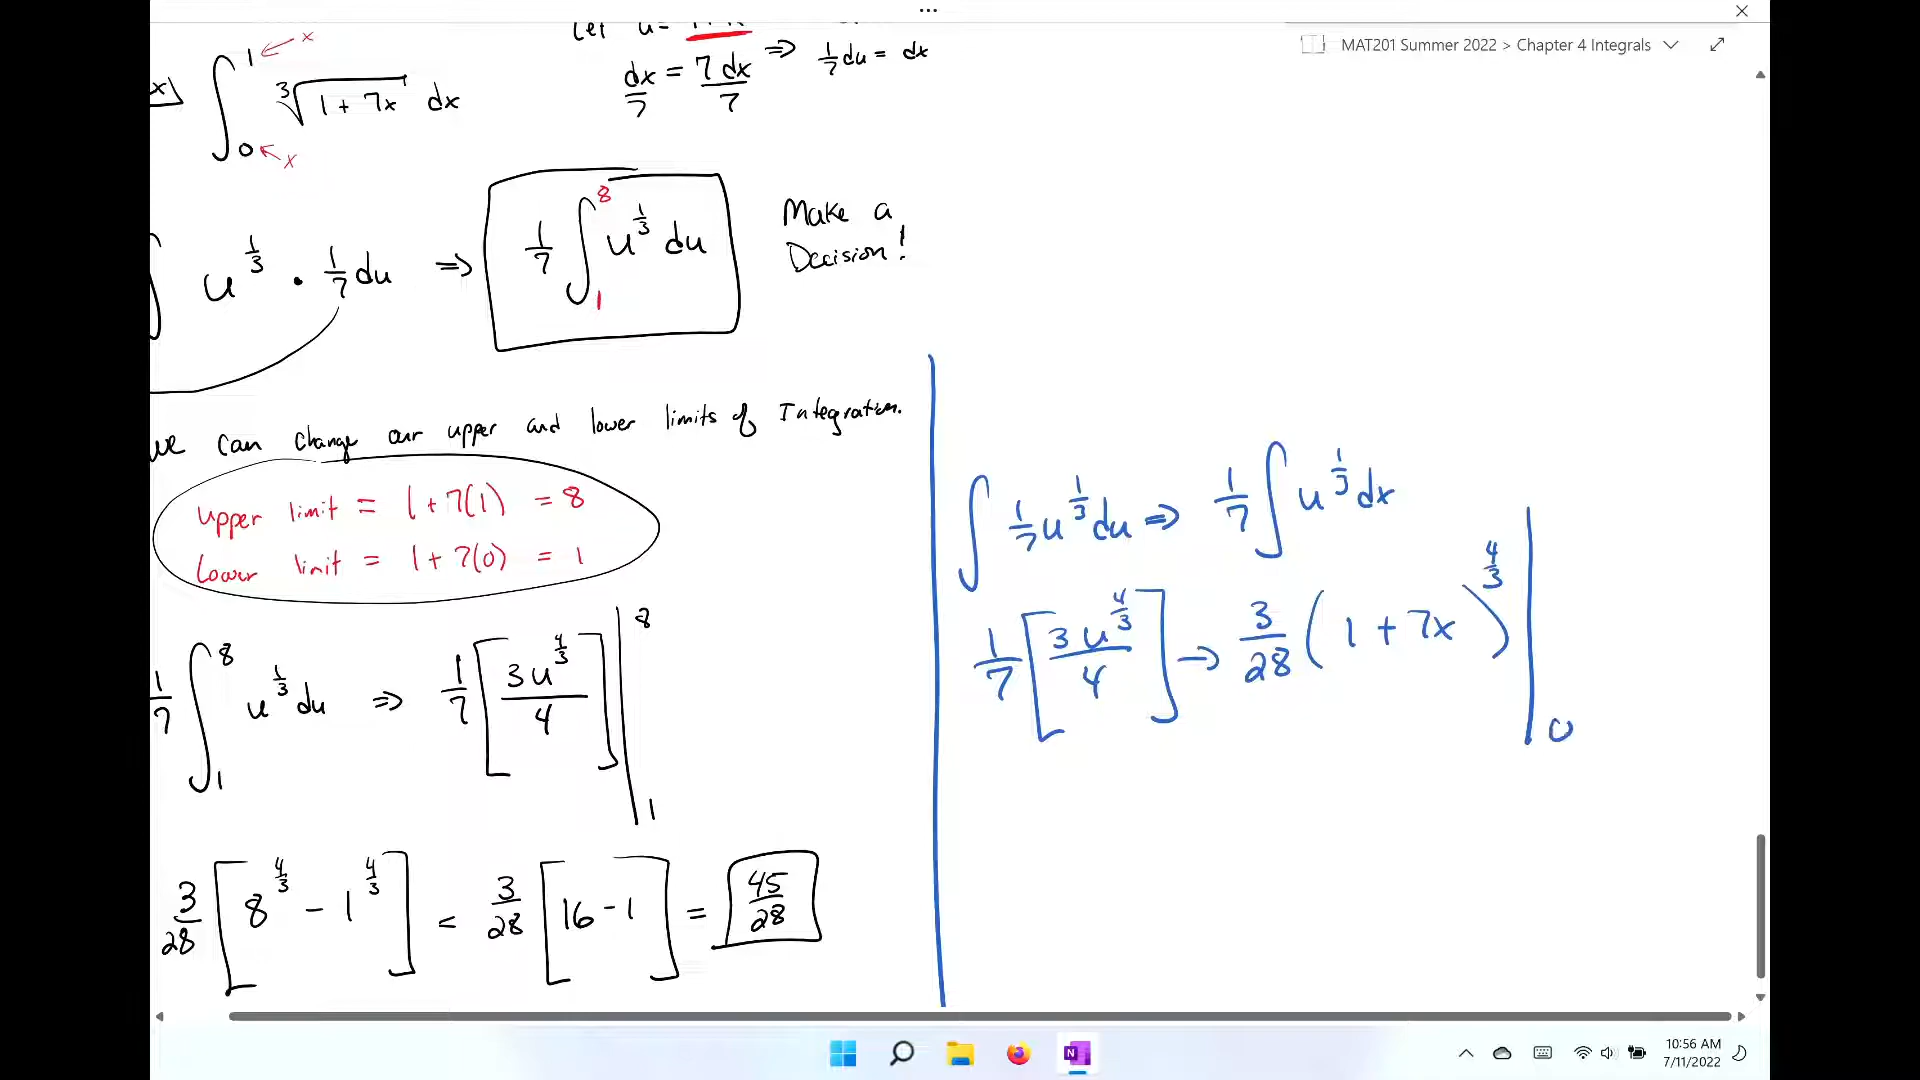 MAT201 Summer 2022 > Chapter 4 Integrals
Let u=
dx/7 = 7 dx/7 ⇒ 1/7 du = dx
x)
∫₀¹ ∛(1 + 7x) dx
1 ← x
0 ← x
∫ u^(1/3) · 1/7 du ⇒ 1/7 ∫₁⁸ u^(1/3) du
Make a
Decision!
we can change our upper and lower limits of Integration.
upper limit = 1+7(1) = 8
Lower limit = 1+7(0) = 1
1/7 ∫₁⁸ u^(1/3) du ⇒ 1/7 [3u^(4/3)/4] |₁⁸
3/28 [8^(4/3) - 1^(4/3)] = 3/28 [16-1] = 45/28
∫ 1/7 u^(1/3) du ⇒ 1/7 ∫ u^(1/3) dx
1/7 [3u^(4/3)/4] → 3/28 (1 + 7x)^(4/3) |₀
10:56 AM
7/11/2022